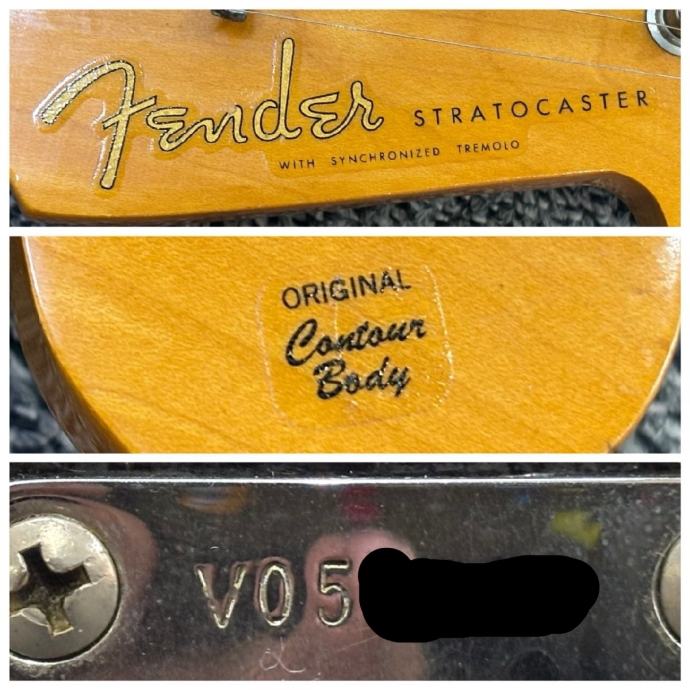 Fender STRATOCASTER
WITH SYNCHRONIZED TREMOLO
ORIGINAL
Contour
Body
V05